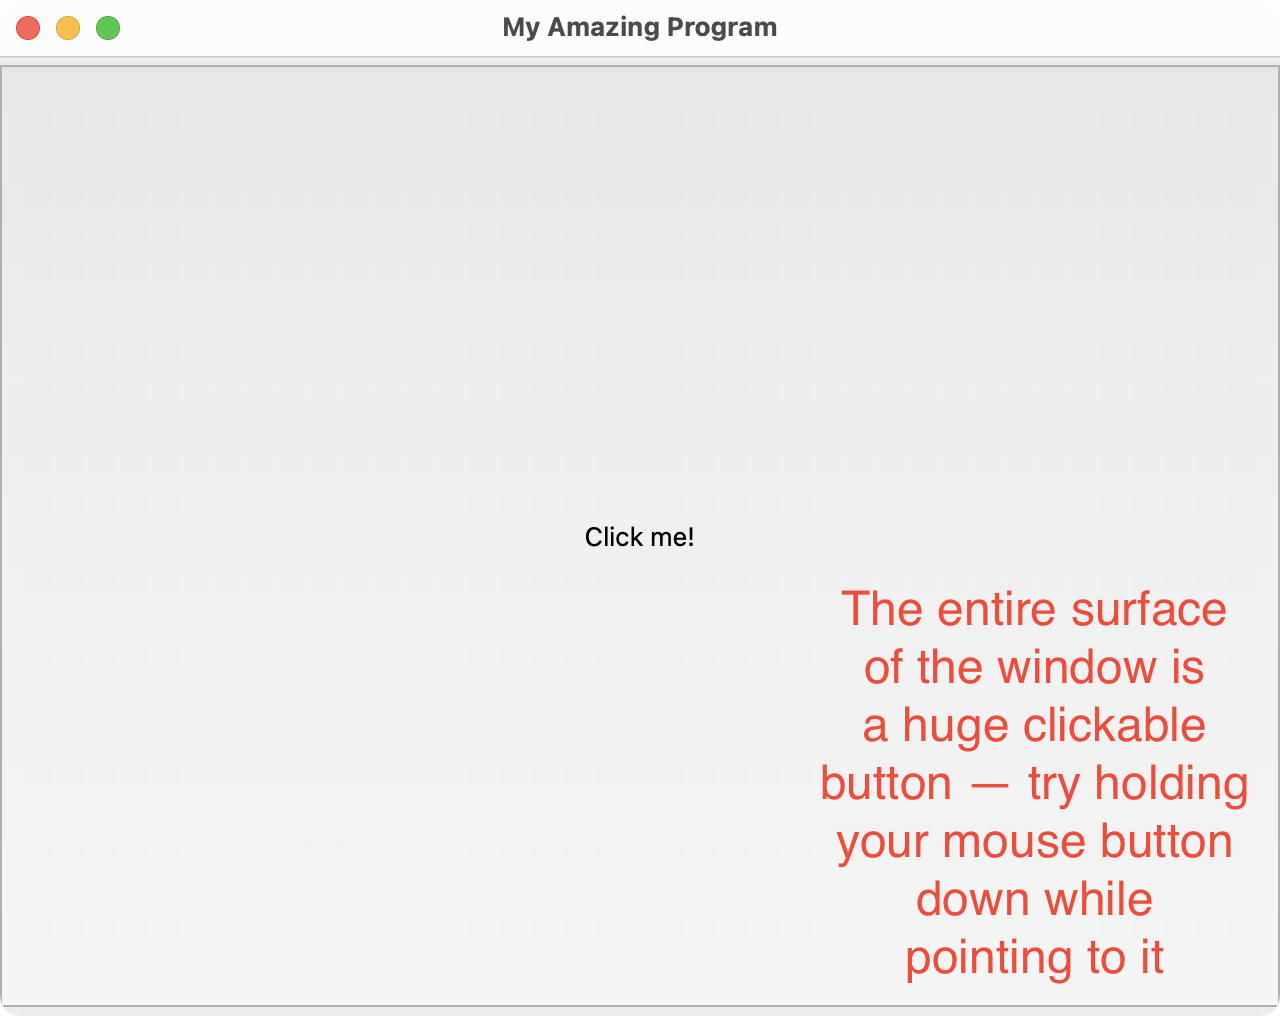 My Amazing Program
Click me!
The entire surface
of the window is
a huge clickable
button — try holding
your mouse button
down while
pointing to it